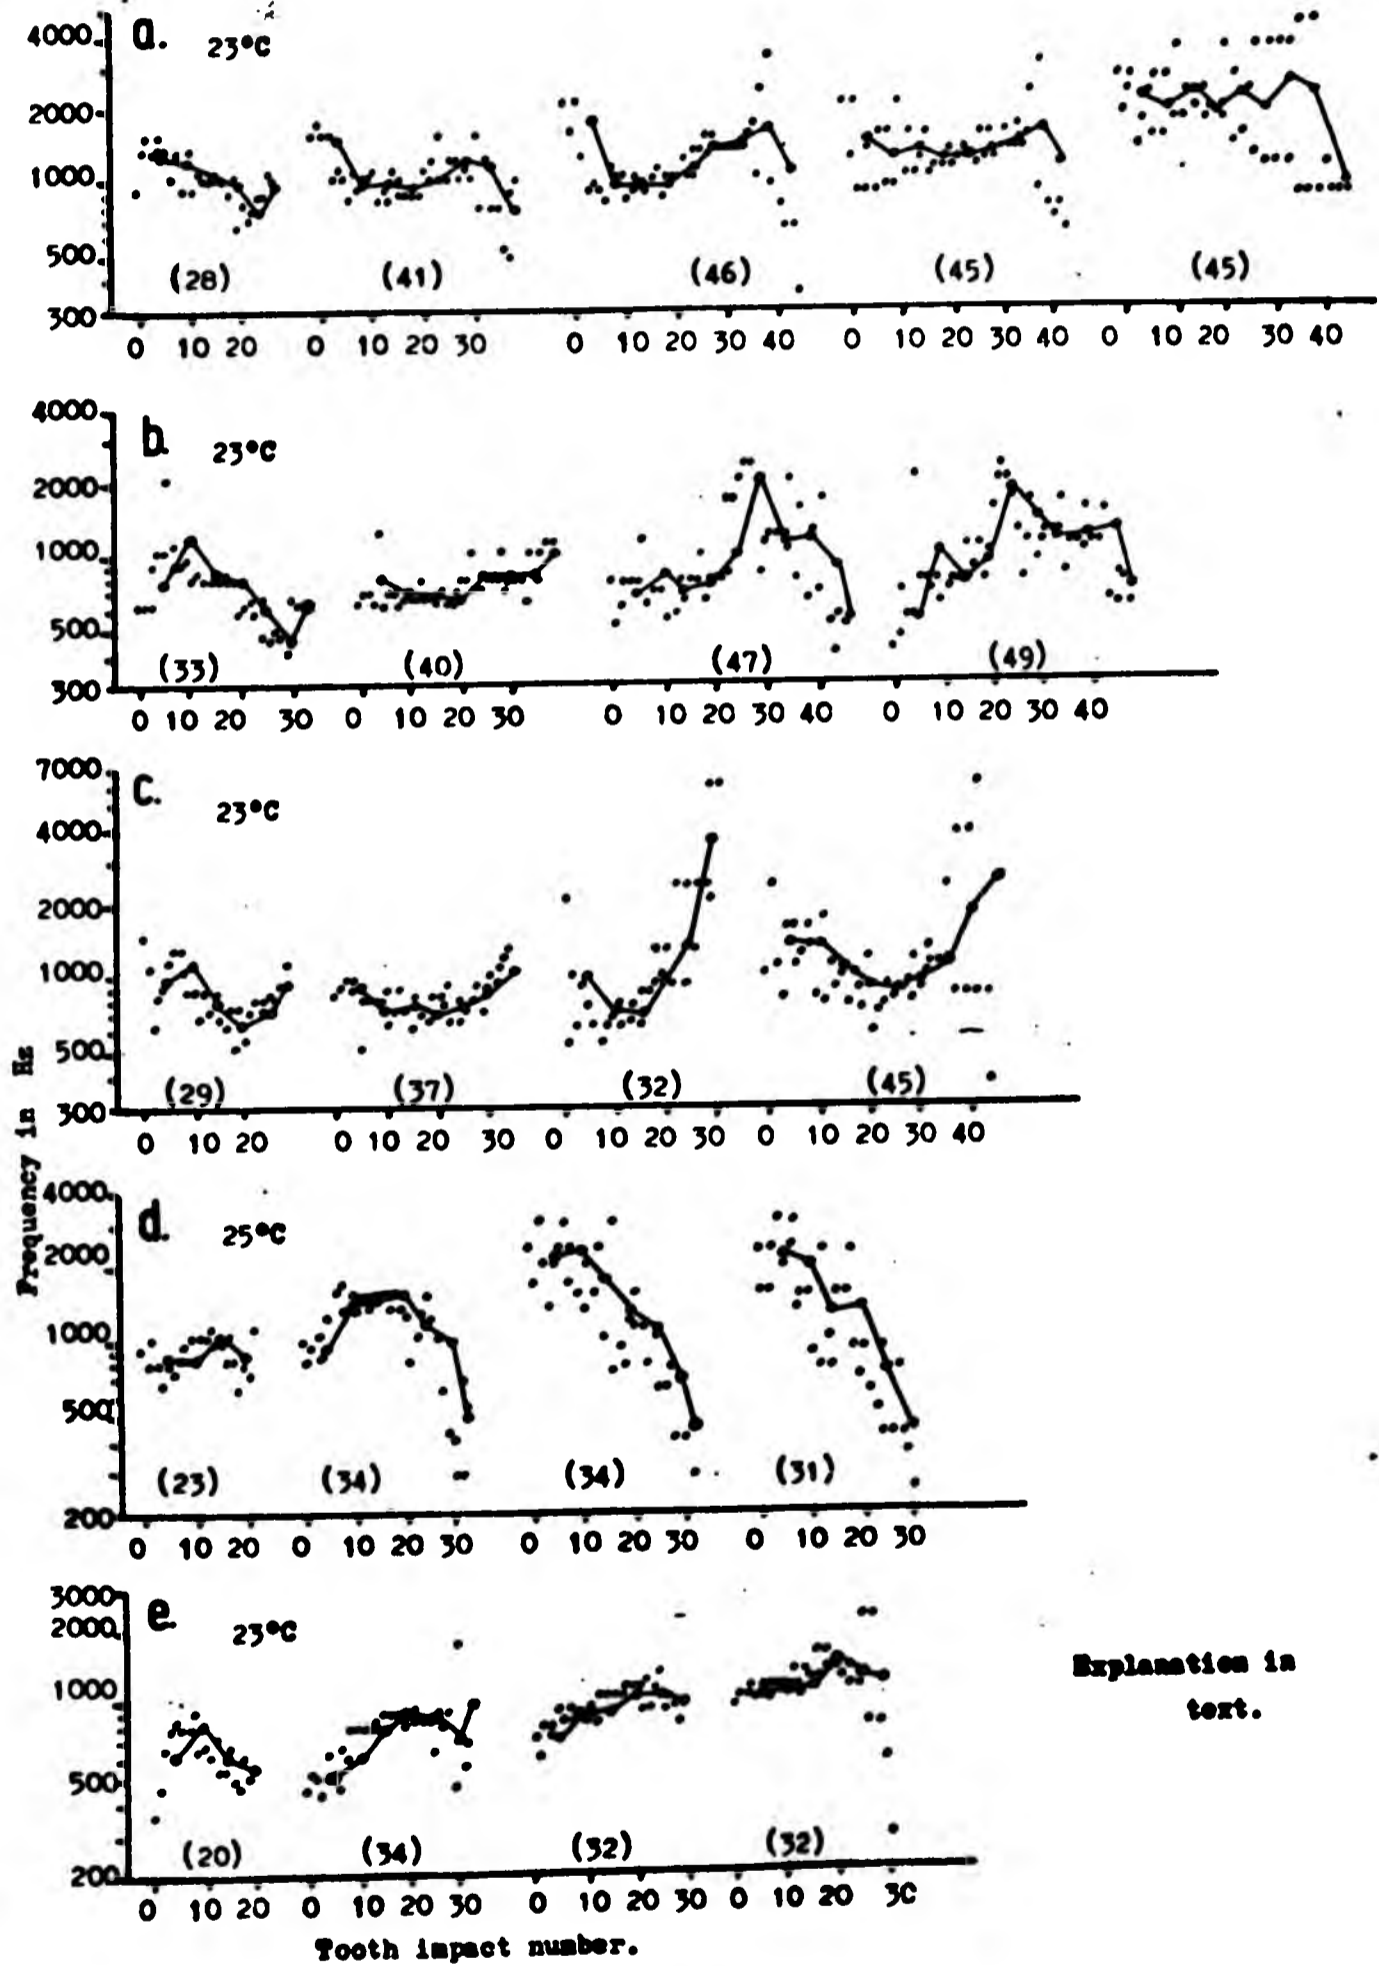 4000 a. 23°C
2000
1000
500 (28) (41) (46) (45) (45)
300
0 10 20 0 10 20 30 0 10 20 30 40 0 10 20 30 40 0 10 20 30 40
4000 b. 23°C
2000
1000
500 (33) (40) (47) (49)
300
0 10 20 30 0 10 20 30 0 10 20 30 40 0 10 20 30 40
7000 c. 23°C
4000
2000
1000
500 (29) (37) (32) (45)
300
0 10 20 0 10 20 30 0 10 20 30 0 10 20 30 40
Frequency in Hz
4000 d. 25°C
2000
1000
500 (23) (34) (34) (31)
200
0 10 20 0 10 20 30 0 10 20 30 0 10 20 30
3000 e. 23°C
2000
1000
500 (20) (34) (32) (32)
200
0 10 20 0 10 20 30 0 10 20 30 0 10 20 30
Tooth impact number.
Explanation in
text.